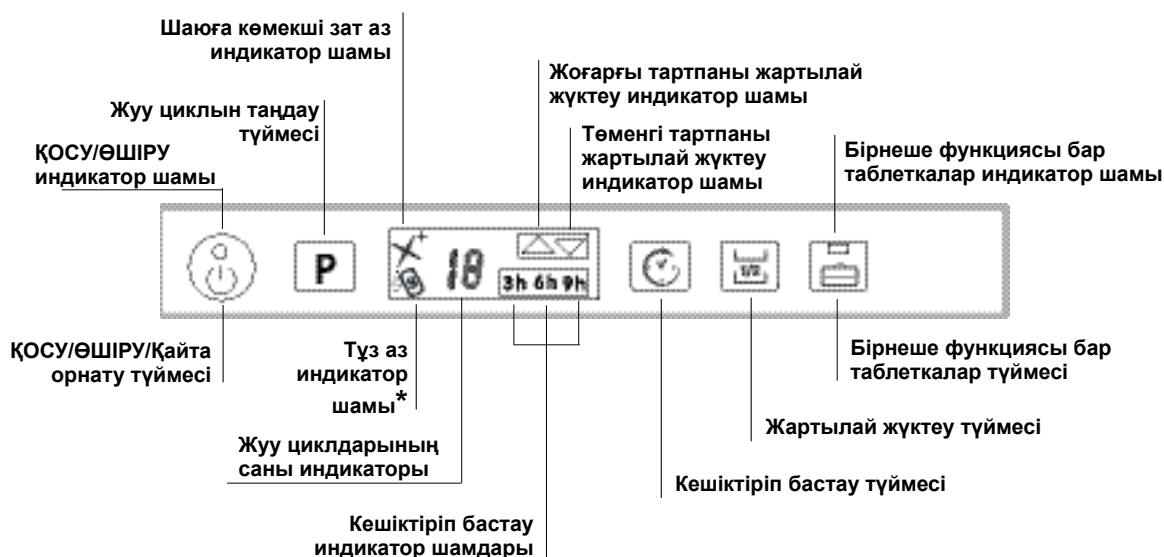 Шаюға көмекші зат аз
индикатор шамы
Жоғарғы тартпаны жартылай
жүктеу индикатор шамы
Жуу циклын таңдау
түймесі
Төменгі тартпаны
жартылай жүктеу
индикатор шамы
ҚОСУ/ӨШІРУ
индикатор шамы
Бірнеше функциясы бар
таблеткалар индикатор шамы
P
18
3h 6h 9h
1/2
ҚОСУ/ӨШІРУ/Қайта
орнату түймесі
Тұз аз
индикатор
шамы*
Бірнеше функциясы бар
таблеткалар түймесі
Жуу циклдарының
саны индикаторы
Жартылай жүктеу түймесі
Кешіктіріп бастау түймесі
Кешіктіріп бастау
индикатор шамдары